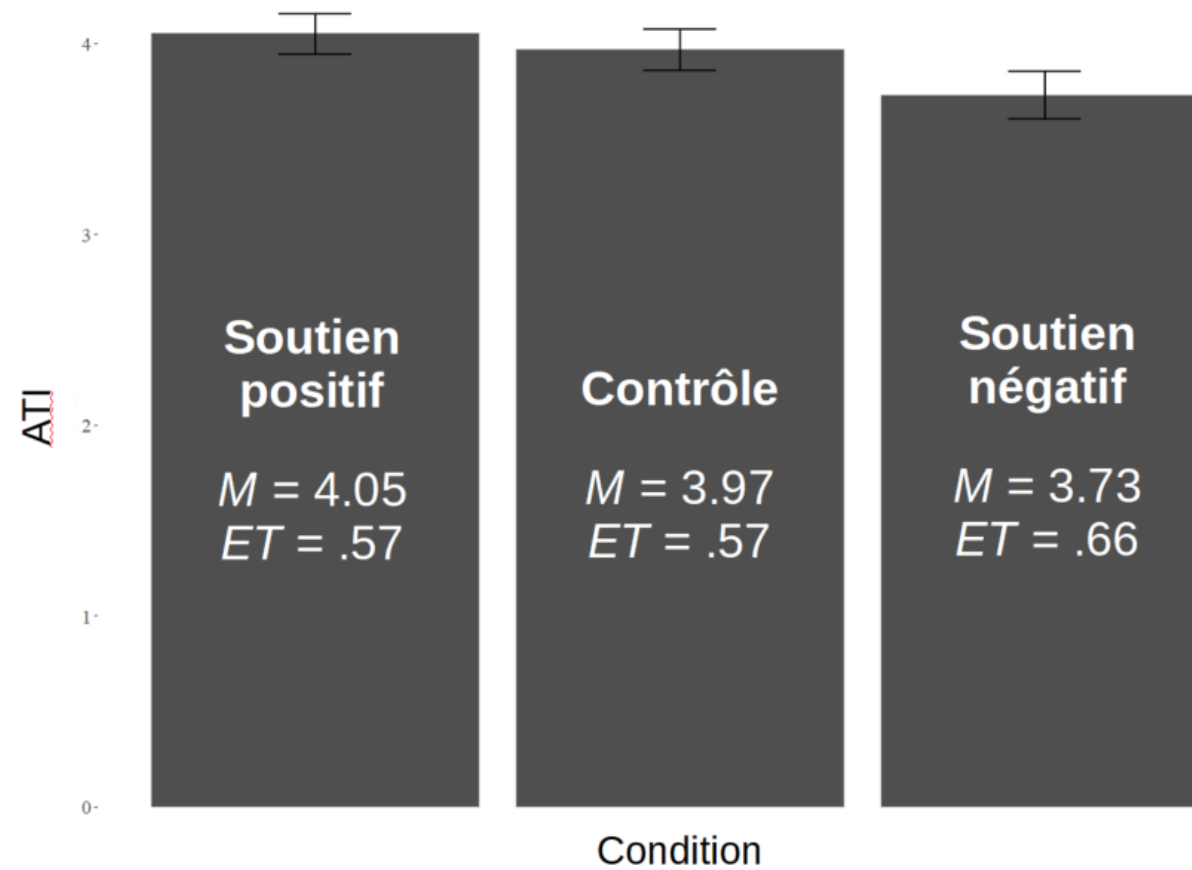 4
3
2
1
0
ATI
Soutien
positif
M = 4.05
ET = .57
Contrôle
M = 3.97
ET = .57
Soutien
négatif
M = 3.73
ET = .66
Condition